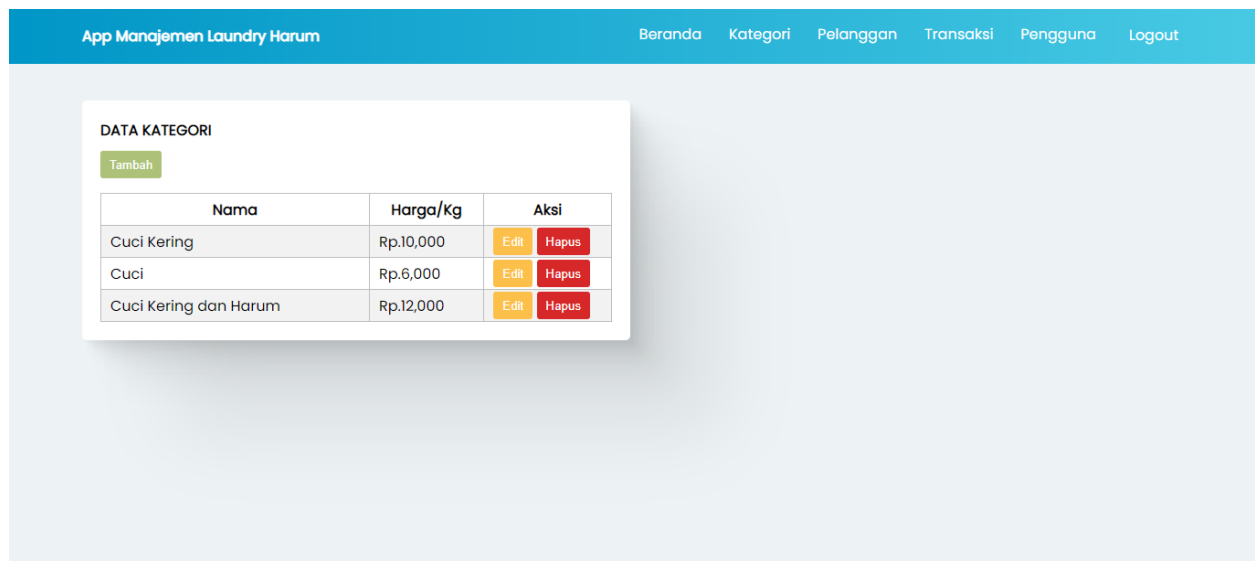 App Manajemen Laundry Harum Beranda Kategori Pelanggan Transaksi Pengguna Logout
DATA KATEGORI
Tambah
Nama Harga/Kg Aksi
Cuci Kering Rp.10,000 Edit Hapus
Cuci Rp.6,000 Edit Hapus
Cuci Kering dan Harum Rp.12,000 Edit Hapus